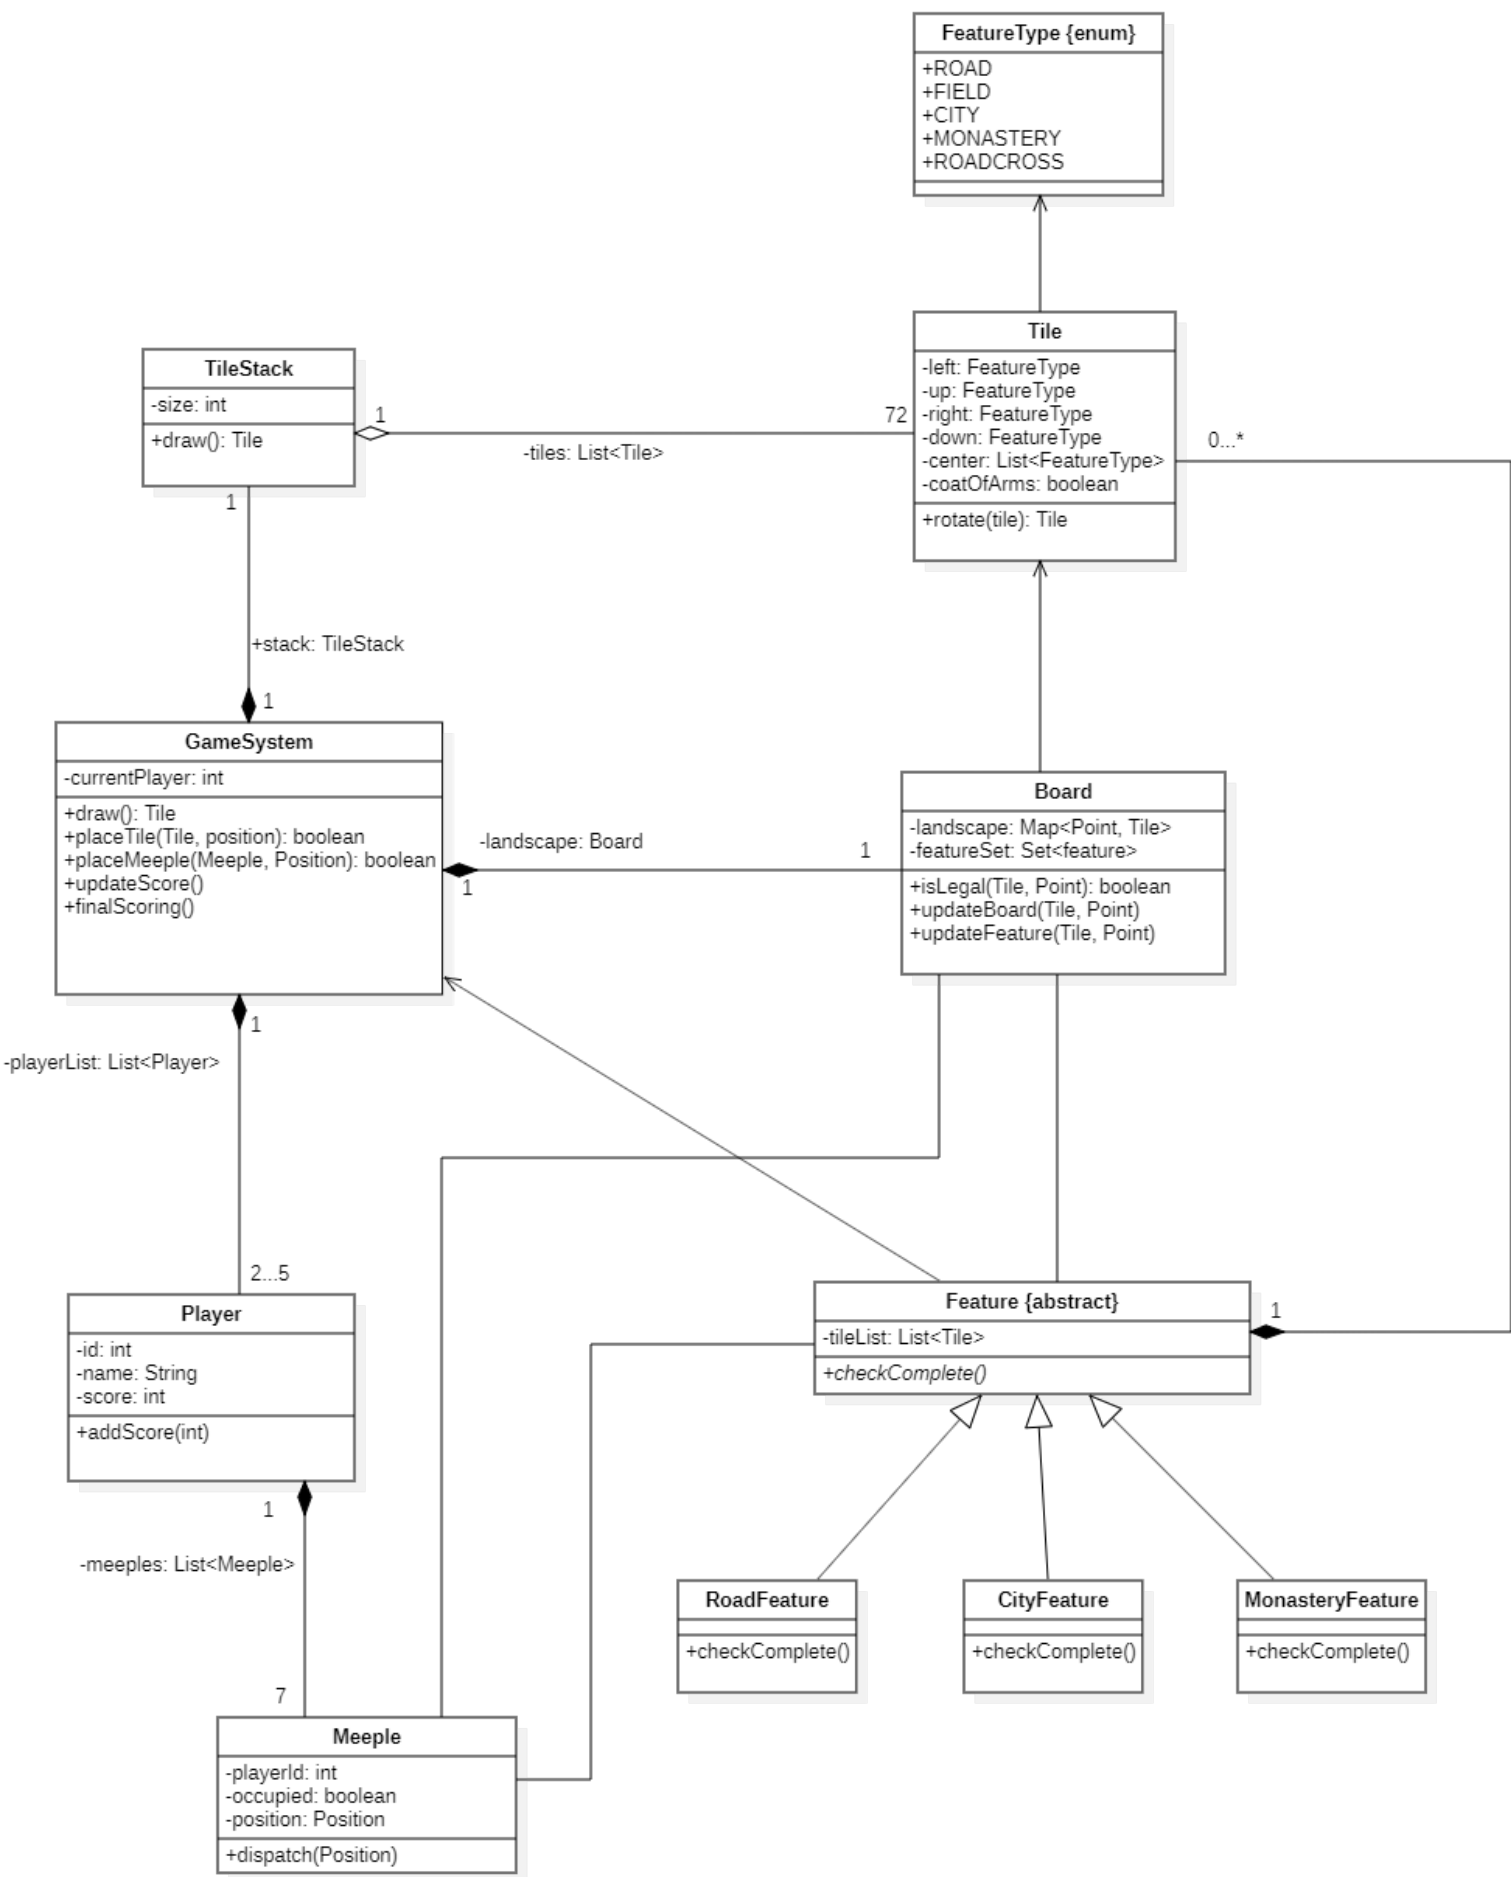 FeatureType {enum}
+ROAD
+FIELD
+CITY
+MONASTERY
+ROADCROSS
Tile
-left: FeatureType
-up: FeatureType
-right: FeatureType
-down: FeatureType
-center: List<FeatureType>
-coatOfArms: boolean
+rotate(tile): Tile
0...*
TileStack
-size: int
+draw(): Tile
1
72
-tiles: List<Tile>
1
+stack: TileStack
1
GameSystem
-currentPlayer: int
+draw(): Tile
+placeTile(Tile, position): boolean
+placeMeeple(Meeple, Position): boolean
+updateScore()
+finalScoring()
-landscape: Board
1
1
Board
-landscape: Map<Point, Tile>
-featureSet: Set<feature>
+isLegal(Tile, Point): boolean
+updateBoard(Tile, Point)
+updateFeature(Tile, Point)
1
-playerList: List<Player>
2...5
Player
-id: int
-name: String
-score: int
+addScore(int)
Feature {abstract}
-tileList: List<Tile>
+checkComplete()
1
1
-meeples: List<Meeple>
7
RoadFeature
+checkComplete()
CityFeature
+checkComplete()
MonasteryFeature
+checkComplete()
Meeple
-playerId: int
-occupied: boolean
-position: Position
+dispatch(Position)